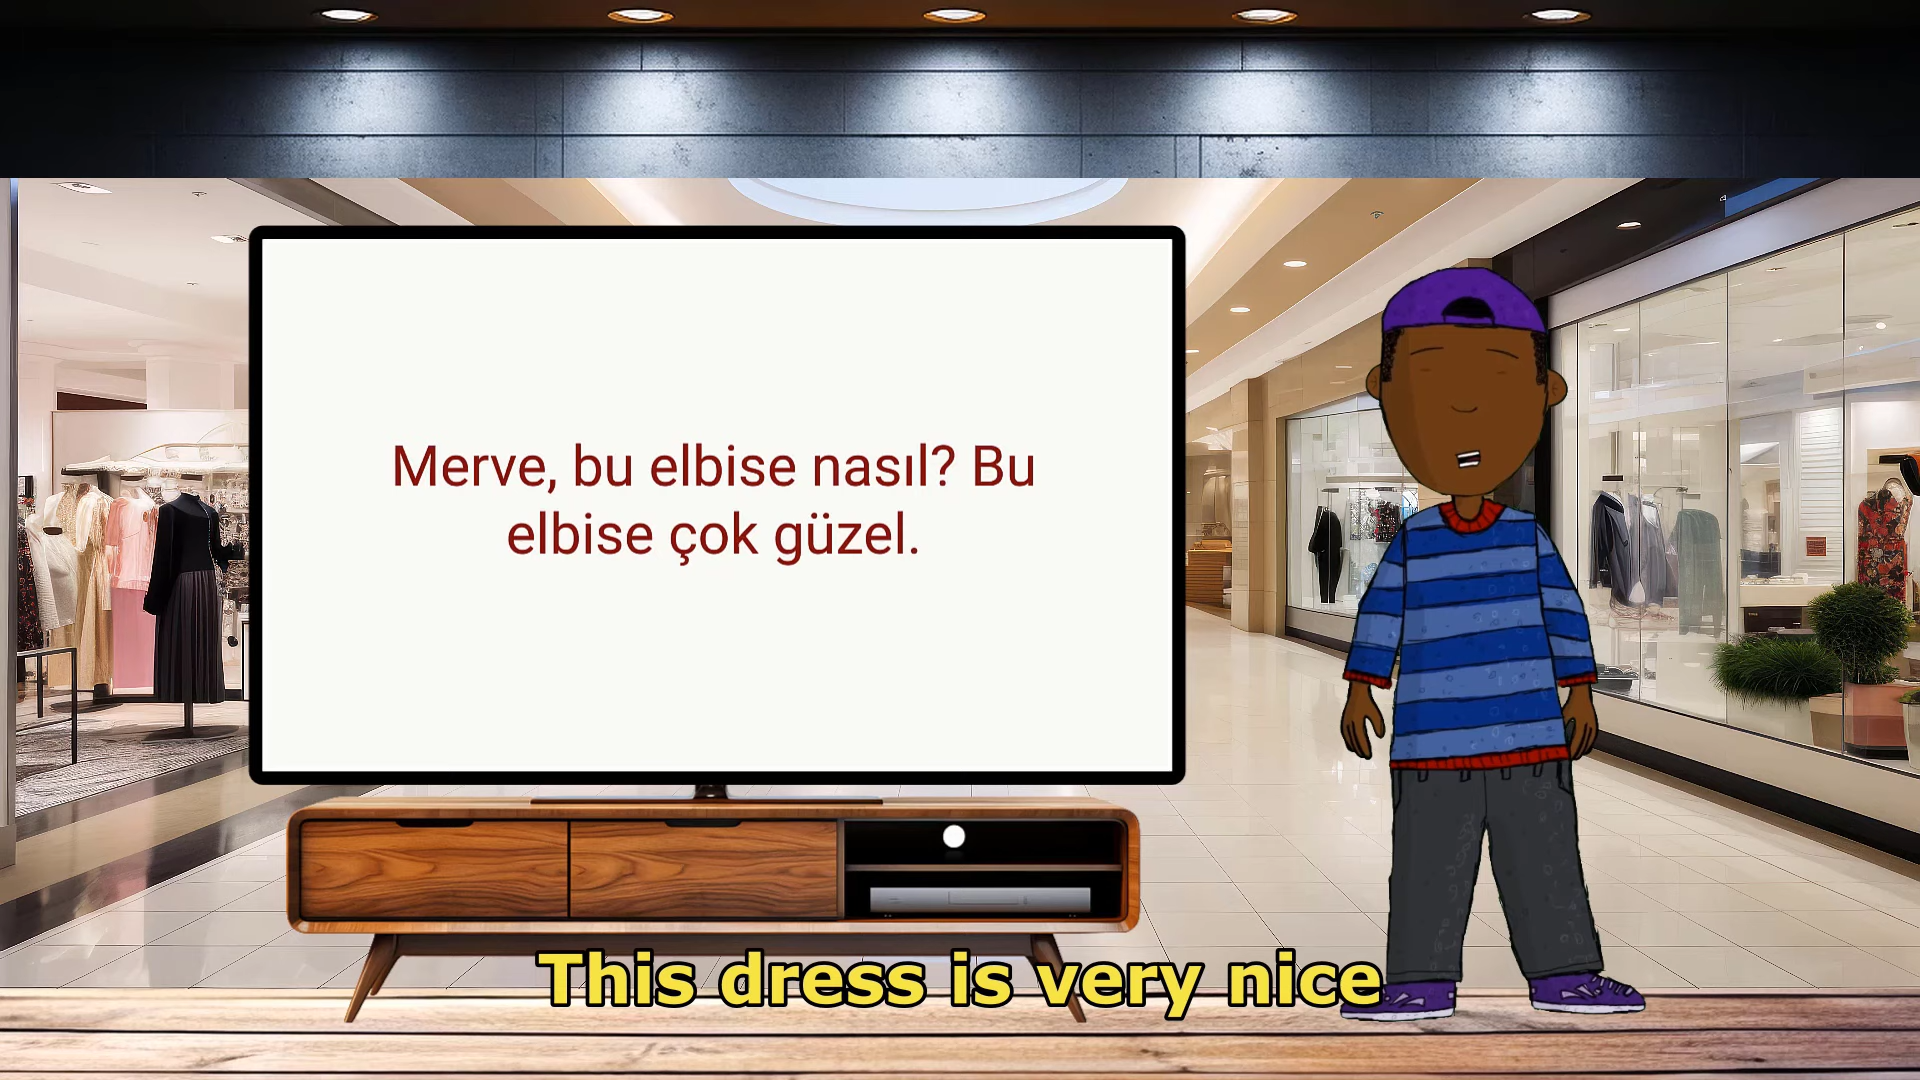 Merve, bu elbise nasıl? Bu
elbise çok güzel.
This dress is very nice